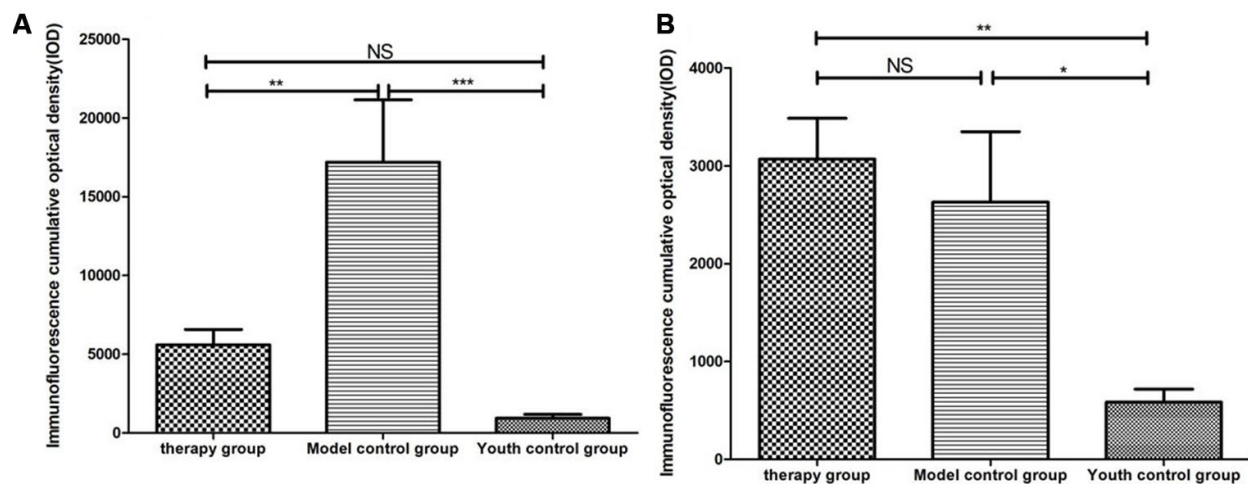 A
Immunofluorescence cumulative optical density(IOD)
25000
20000
15000
10000
5000
0
NS
**
***
therapy group
Model control group
Youth control group
B
Immunofluorescence cumulative optical density(IOD)
4000
3000
2000
1000
0
**
NS
*
therapy group
Model control group
Youth control group